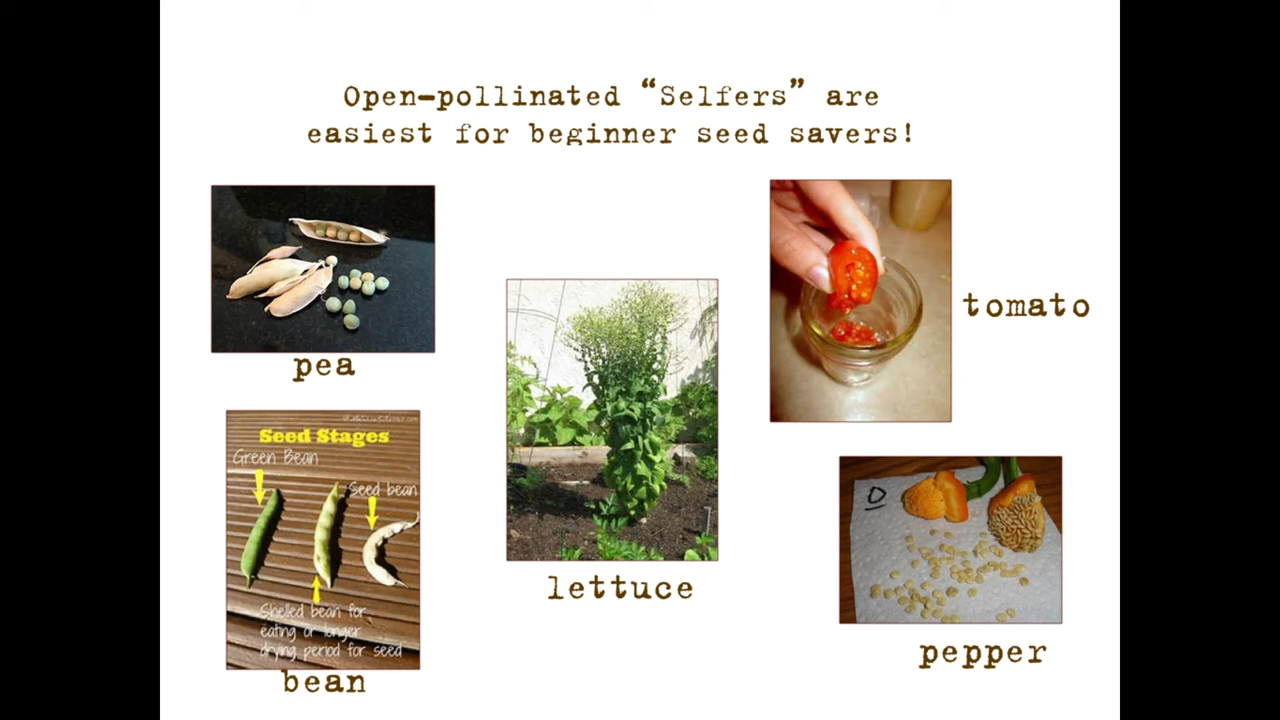 Open-pollinated “Selfers” are
easiest for beginner seed savers!
pea
tomato
Seed Stages
Green Bean
Seed bean
Shelled bean for
eating or longer
drying period for seed
bean
lettuce
D
pepper